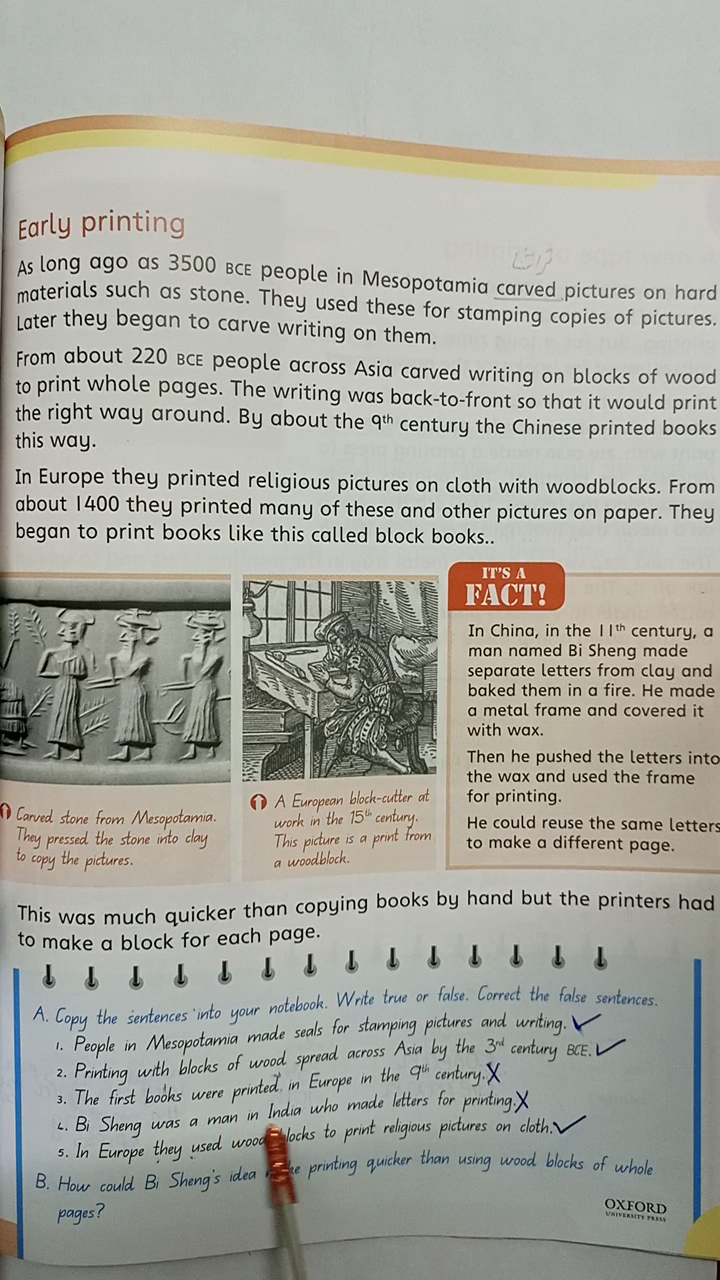 Early printing
As long ago as 3500 BCE people in Mesopotamia carved pictures on hard
materials such as stone. They used these for stamping copies of pictures.
Later they began to carve writing on them.
From about 220 BCE people across Asia carved writing on blocks of wood
to print whole pages. The writing was back-to-front so that it would print
the right way around. By about the 9th century the Chinese printed books
this way.
In Europe they printed religious pictures on cloth with woodblocks. From
about 1400 they printed many of these and other pictures on paper. They
began to print books like this called block books..
IT'S A
FACT!
In China, in the 11th century, a
man named Bi Sheng made
separate letters from clay and
baked them in a fire. He made
a metal frame and covered it
with wax.
Then he pushed the letters into
the wax and used the frame
for printing.
He could reuse the same letters
to make a different page.
Carved stone from Mesopotamia.
They pressed the stone into clay
to copy the pictures.
A European block-cutter at
work in the 15th century.
This picture is a print from
a woodblock.
This was much quicker than copying books by hand but the printers had
to make a block for each page.
A. Copy the sentences into your notebook. Write true or false. Correct the false sentences.
1. People in Mesopotamia made seals for stamping pictures and writing. ✓
2. Printing with blocks of wood spread across Asia by the 3rd century BCE. ✓
3. The first books were printed in Europe in the 9th century. X
4. Bi Sheng was a man in India who made letters for printing. X
5. In Europe they used wood blocks to print religious pictures on cloth. ✓
B. How could Bi Sheng's idea printing quicker than using wood blocks of whole
pages?
OXFORD
UNIVERSITY PRESS